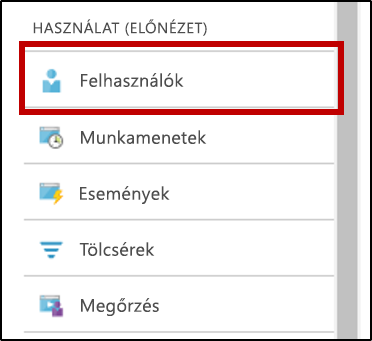 HASZNÁLAT (ELŐNÉZET)
Felhasználók
Munkamenetek
Események
Tölcsérek
Megőrzés